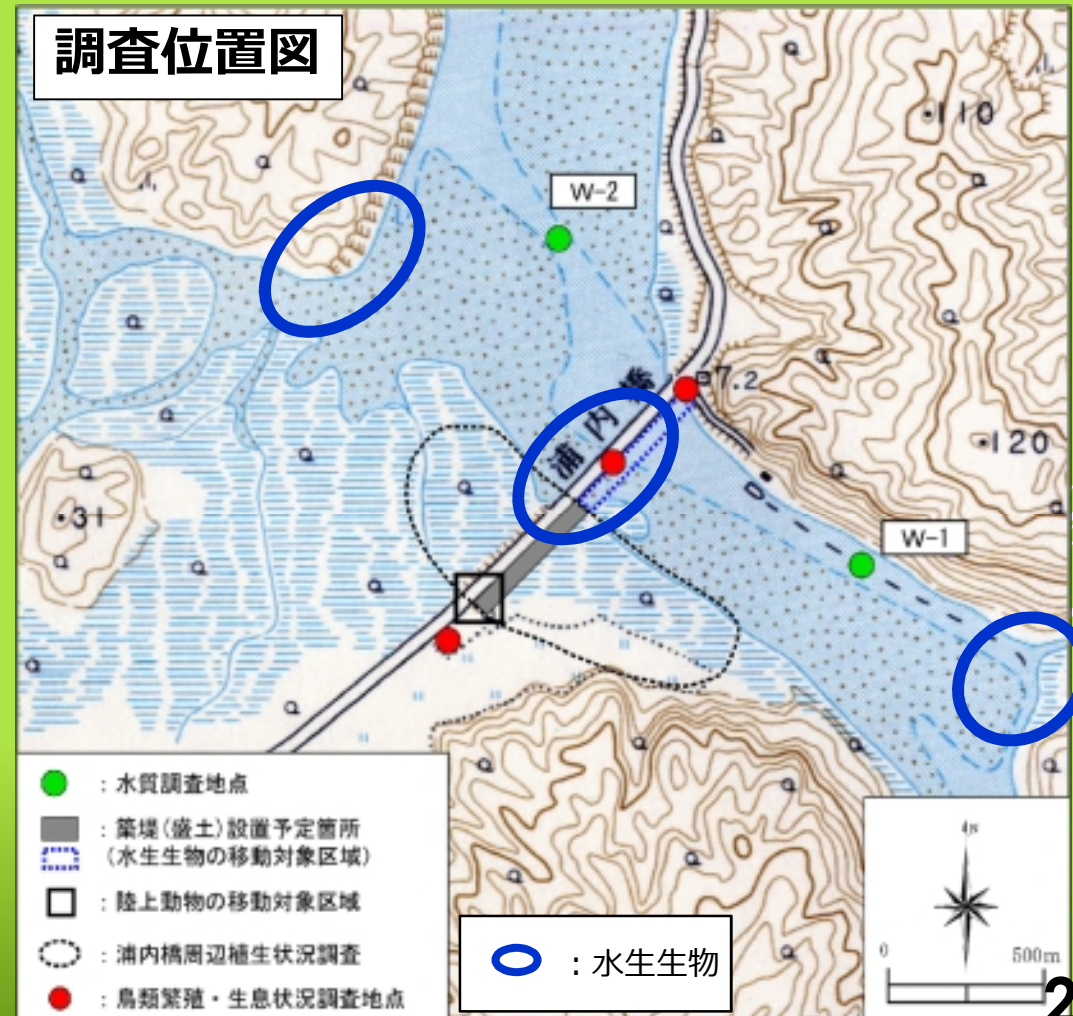 調査位置図
W-2
110
7.2
浦内橋
120
31
W-1
：水質調査地点
：築堤(盛土)設置予定箇所
(水生生物の移動対象区域)
：陸上動物の移動対象区域
：浦内橋周辺植生状況調査
：鳥類繁殖・生息状況調査地点
：水生生物
0
500m
2